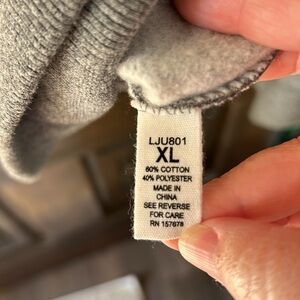 LJU801
XL
60% COTTON
40% POLYESTER
MADE IN
CHINA
SEE REVERSE
FOR CARE
RN 157678